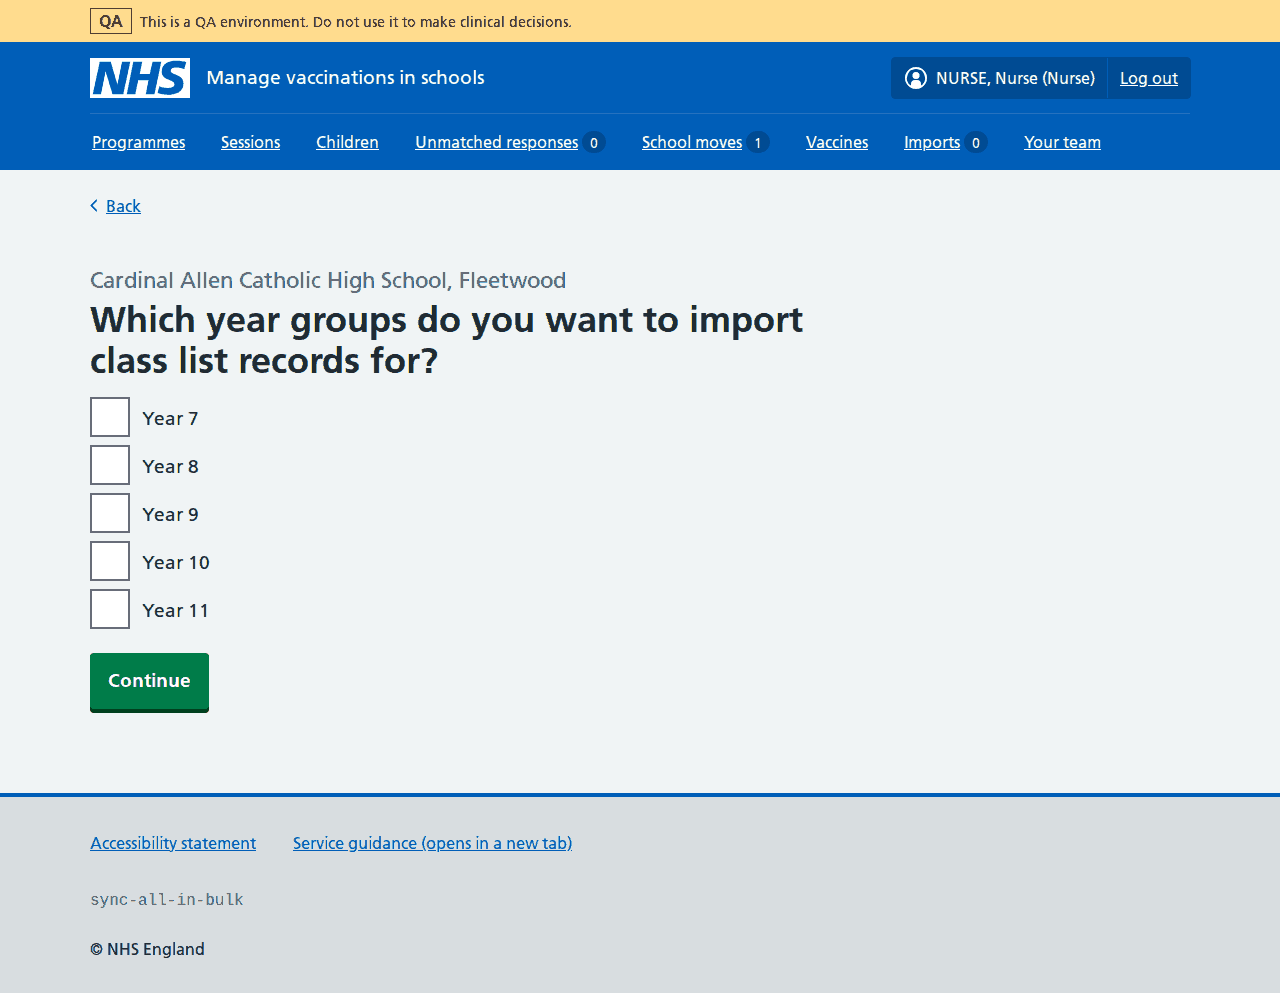 QA This is a QA environment. Do not use it to make clinical decisions.
NHS Manage vaccinations in schools NURSE, Nurse (Nurse) Log out
Programmes Sessions Children Unmatched responses 0 School moves 1 Vaccines Imports 0 Your team
Back
Cardinal Allen Catholic High School, Fleetwood
Which year groups do you want to import
class list records for?
Year 7
Year 8
Year 9
Year 10
Year 11
Continue
Accessibility statement Service guidance (opens in a new tab)
sync-all-in-bulk
© NHS England